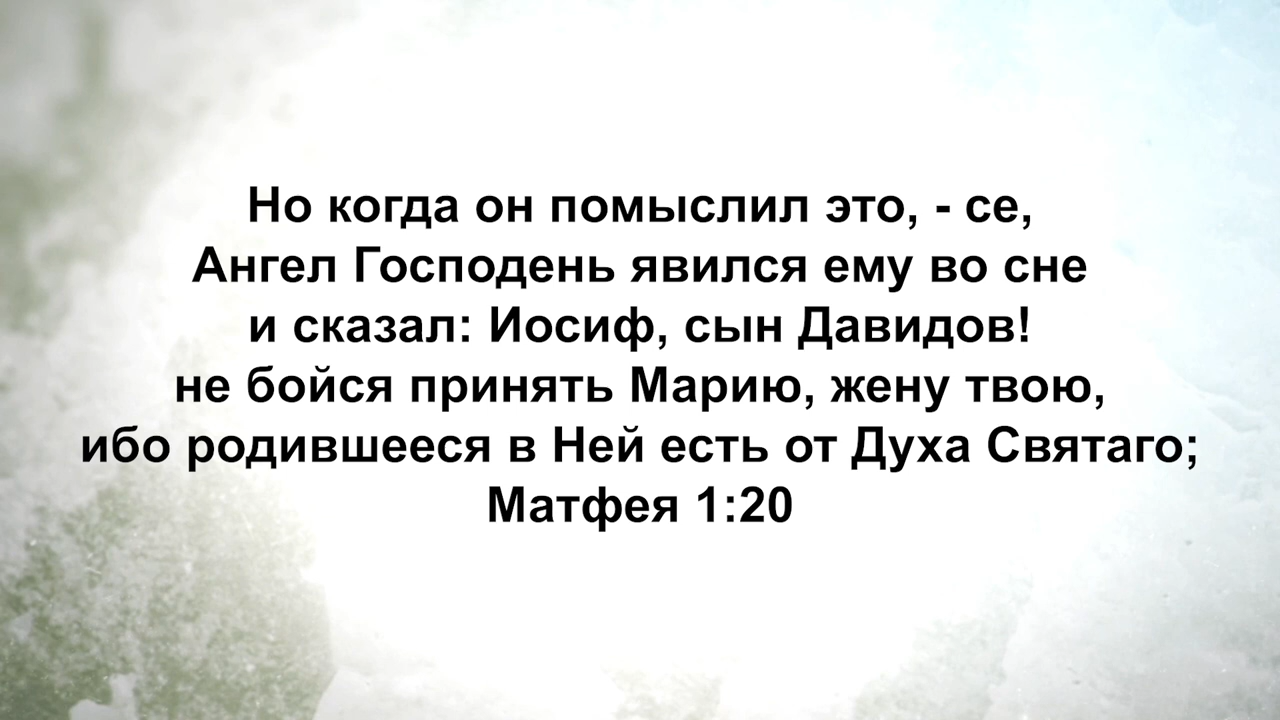 Но когда он помыслил это, - се,
Ангел Господень явился ему во сне
и сказал: Иосиф, сын Давидов!
не бойся принять Марию, жену твою,
ибо родившееся в Ней есть от Духа Святаго;
Матфея 1:20